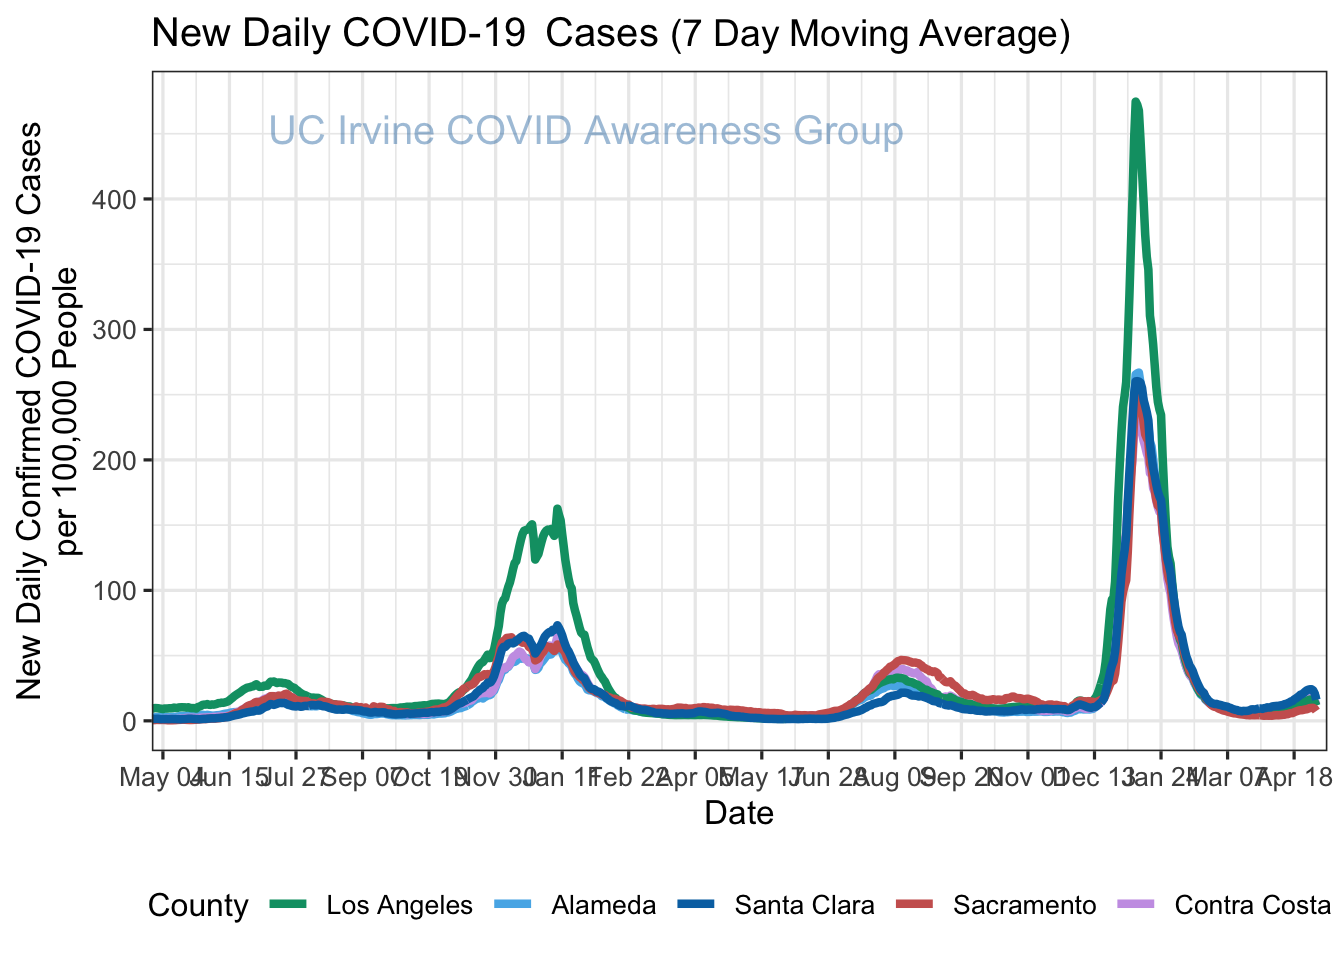 New Daily COVID-19 Cases (7 Day Moving Average)
UC Irvine COVID Awareness Group
New Daily Confirmed COVID-19 Cases
per 100,000 People
400
300
200
100
0
May 04 Jun 15 Jul 27 Sep 07 Oct 19 Nov 30 Jan 11 Feb 22 Apr 05 May 17 Jun 28 Aug 09 Sep 20 Nov 01 Dec 13 Jan 24 Mar 07 Apr 18
Date
County Los Angeles Alameda Santa Clara Sacramento Contra Costa